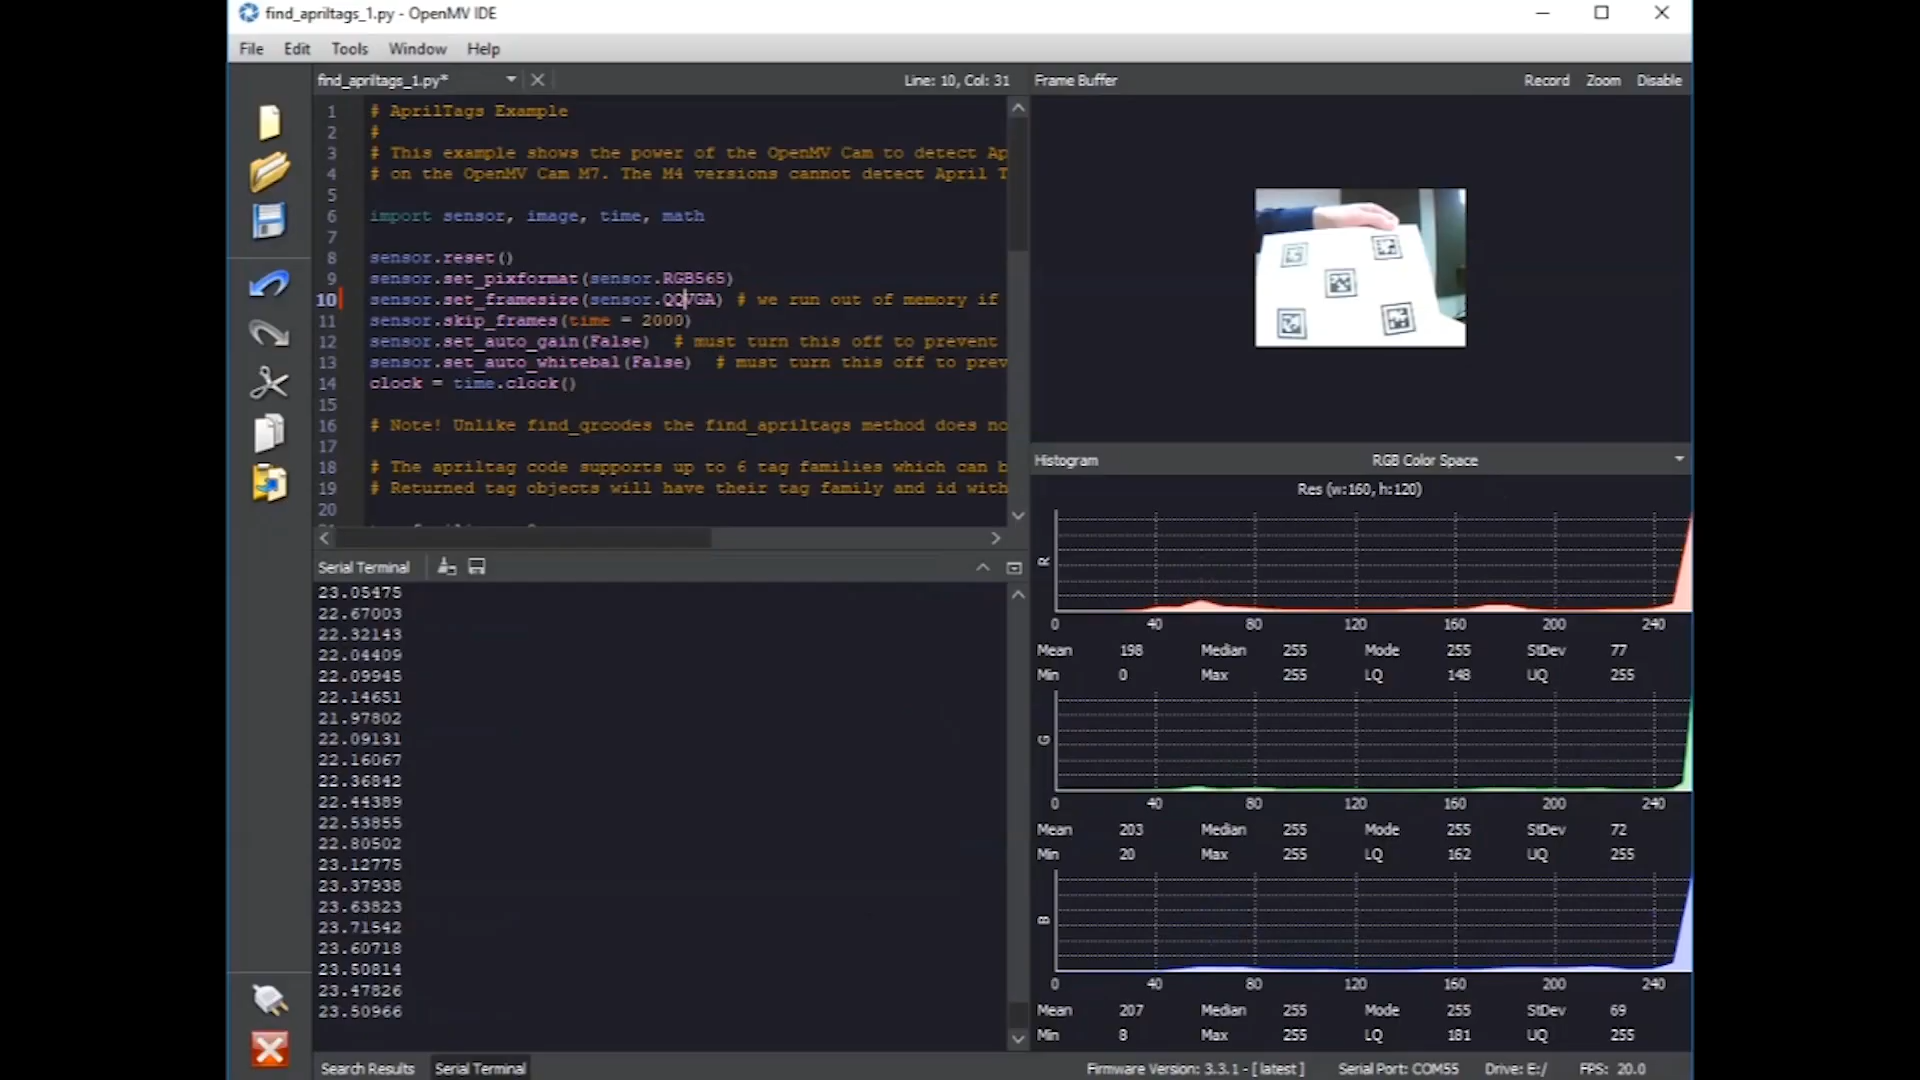 find_apriltags_1.py - OpenMV IDE
File Edit Tools Window Help
find_apriltags_1.py* Line: 10, Col: 31
1 # AprilTags Example
2 #
3 # This example shows the power of the OpenMV Cam to detect Ap
4 # on the OpenMV Cam M7. The M4 versions cannot detect April T
5
6 import sensor, image, time, math
7
8 sensor.reset()
9 sensor.set_pixformat(sensor.RGB565)
10 sensor.set_framesize(sensor.QQVGA) # we run out of memory if
11 sensor.skip_frames(time = 2000)
12 sensor.set_auto_gain(False) # must turn this off to prevent
13 sensor.set_auto_whitebal(False) # must turn this off to prev
14 clock = time.clock()
15
16 # Note! Unlike find_qrcodes the find_apriltags method does no
17
18 # The apriltag code supports up to 6 tag families which can b
19 # Returned tag objects will have their tag family and id with
20
Serial Terminal
23.05475
22.67003
22.32143
22.04409
22.09945
22.14651
21.97802
22.09131
22.16067
22.36842
22.44389
22.53855
22.80502
23.12775
23.37938
23.63823
23.71542
23.60718
23.50814
23.47826
23.50966
Search Results Serial Terminal
Frame Buffer Record Zoom Disable
Histogram RGB Color Space
Res (w:160, h:120)
R
0 40 80 120 160 200 240
Mean 198 Median 255 Mode 255 StDev 77
Min 0 Max 255 LQ 148 UQ 255
G
0 40 80 120 160 200 240
Mean 203 Median 255 Mode 255 StDev 72
Min 20 Max 255 LQ 162 UQ 255
B
0 40 80 120 160 200 240
Mean 207 Median 255 Mode 255 StDev 69
Min 8 Max 255 LQ 181 UQ 255
Firmware Version: 3.3.1 - [ latest ] Serial Port: COM55 Drive: E:/ FPS: 20.0